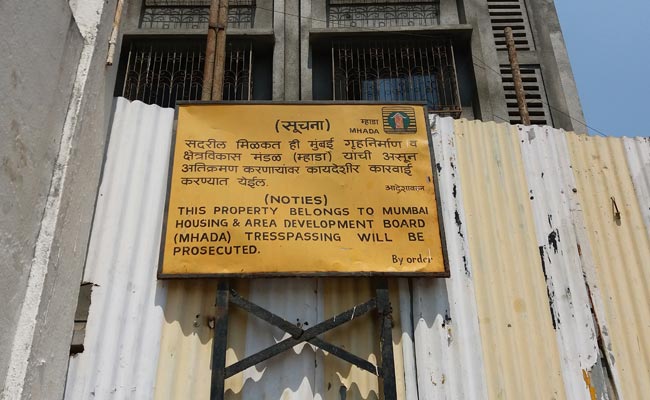 (सूचना)
म्हाडा
MHADA
सदरील मिळकत ही मुंबई गृहनिर्माण व
क्षेत्रविकास मंडळ (म्हाडा) यांची असून
अतिक्रमण करणाऱ्यांवर कायदेशीर कारवाई
करण्यात येईल.
आदेशावरुन
(NOTIES)
THIS PROPERTY BELONGS TO MUMBAI
HOUSING & AREA DEVELOPMENT BOARD
(MHADA) TRESSPASSING WILL BE
PROSECUTED.
By order